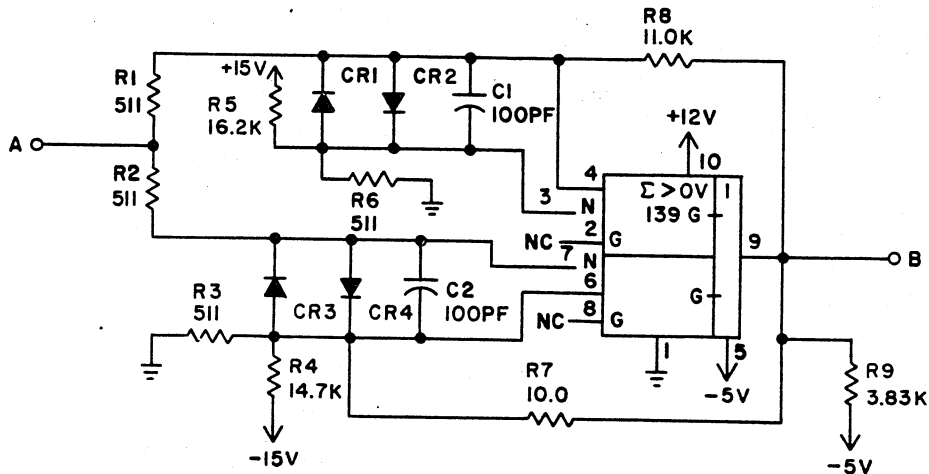 R8
11.0K
+15V
CR1
CR2
C1
100PF
R1
511
R5
16.2K
+12V
A
10
R2
511
4
Σ>0V
1
3
N
139 G
R6
511
2
NC
G
9
B
7
N
6
G
R3
511
CR3
CR4
C2
100PF
8
NC
G
1
5
R4
14.7K
R7
10.0
-5V
R9
3.83K
-15V
-5V